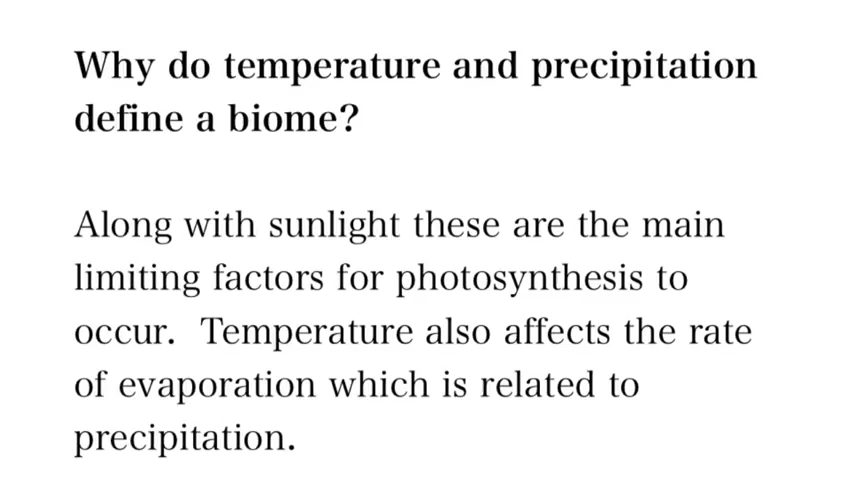 Why do temperature and precipitation
define a biome?
Along with sunlight these are the main
limiting factors for photosynthesis to
occur.  Temperature also affects the rate
of evaporation which is related to
precipitation.